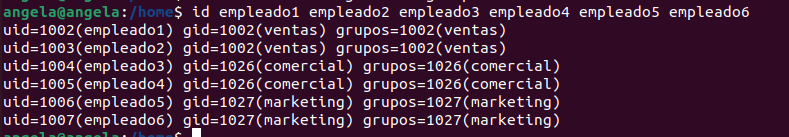 angela@angela:/home$ id empleado1 empleado2 empleado3 empleado4 empleado5 empleado6
uid=1002(empleado1) gid=1002(ventas) grupos=1002(ventas)
uid=1003(empleado2) gid=1002(ventas) grupos=1002(ventas)
uid=1004(empleado3) gid=1026(comercial) grupos=1026(comercial)
uid=1005(empleado4) gid=1026(comercial) grupos=1026(comercial)
uid=1006(empleado5) gid=1027(marketing) grupos=1027(marketing)
uid=1007(empleado6) gid=1027(marketing) grupos=1027(marketing)
angela@angela:/home$